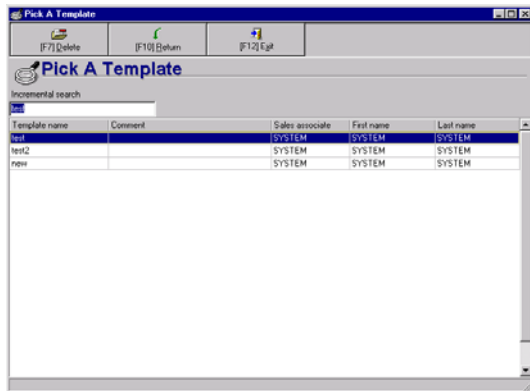 Pick A Template
[F7] Delete [F10] Return [F12] Exit
Pick A Template
Incremental search
test
Template name Comment Sales associate First name Last name
test SYSTEM SYSTEM SYSTEM
test2 SYSTEM SYSTEM SYSTEM
new SYSTEM SYSTEM SYSTEM